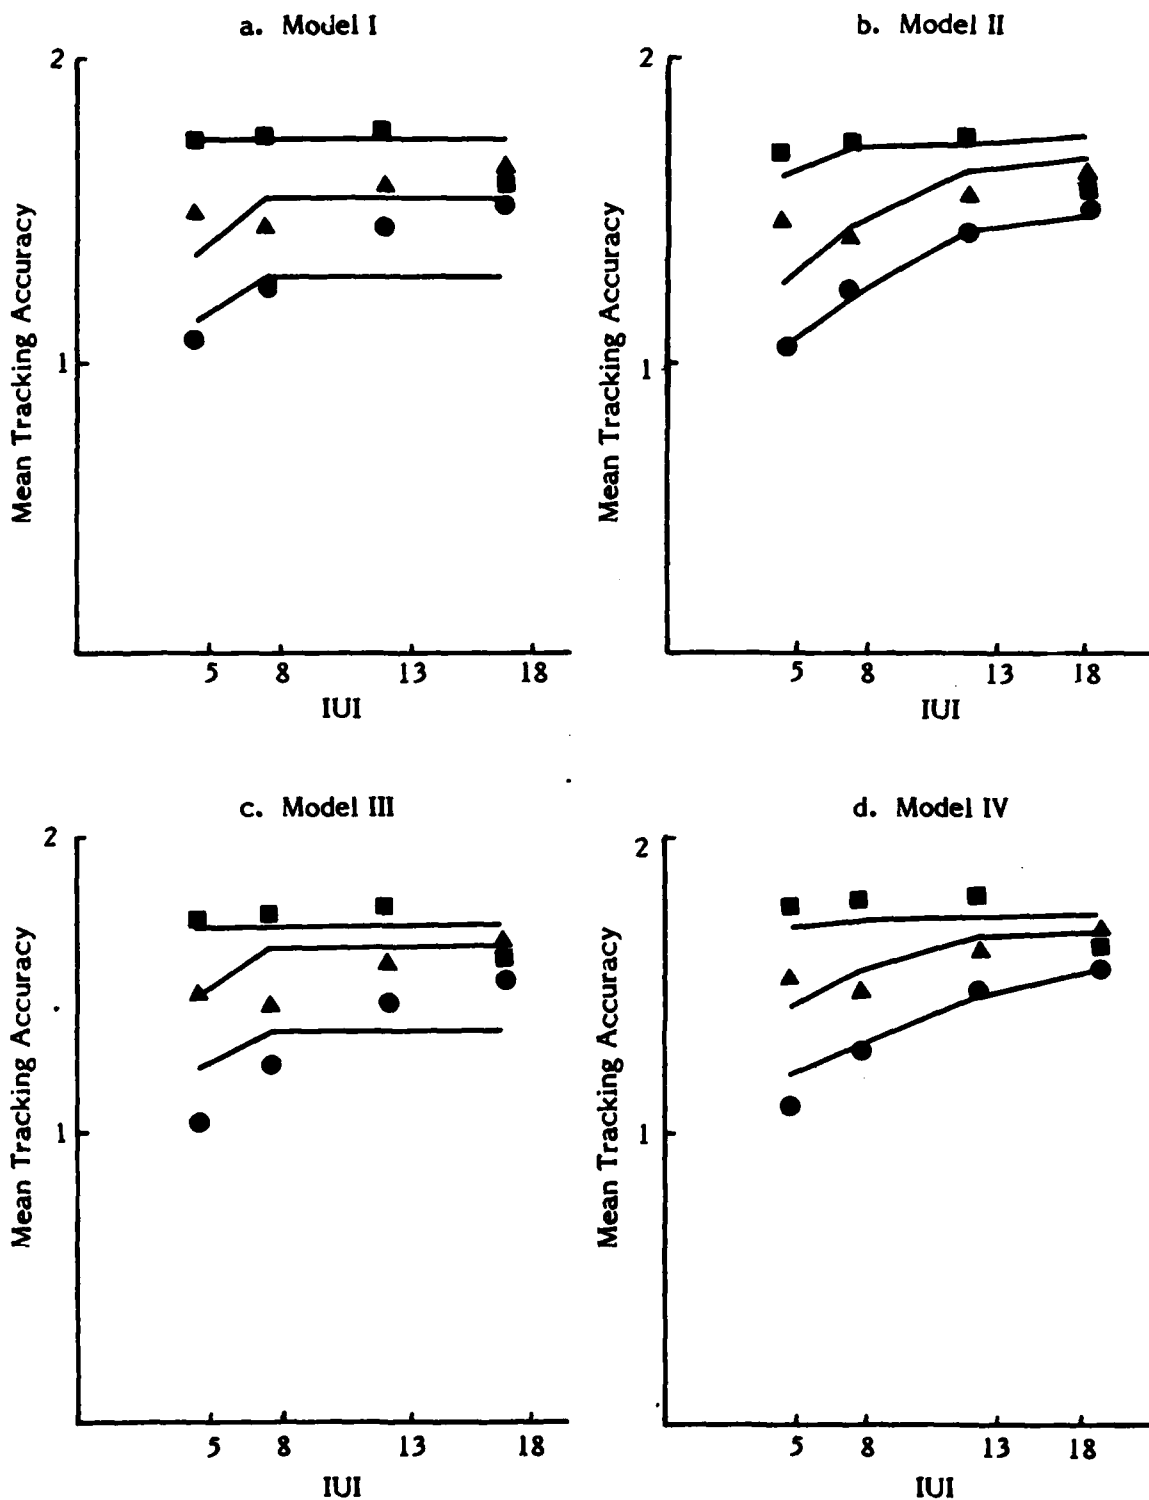 a. Model I
2
1
Mean Tracking Accuracy
5 8 13 18
IUI
b. Model II
2
1
Mean Tracking Accuracy
5 8 13 18
IUI
c. Model III
2
1
Mean Tracking Accuracy
5 8 13 18
IUI
d. Model IV
2
1
Mean Tracking Accuracy
5 8 13 18
IUI